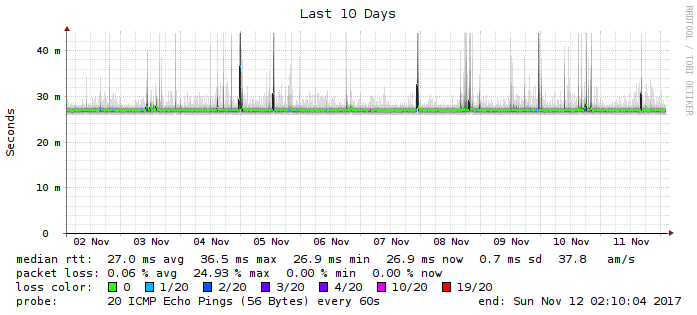 Last 10 Days
RRDTOOL / TOBI OETIKER
Seconds
40 m
30 m
20 m
10 m
0
02 Nov 03 Nov 04 Nov 05 Nov 06 Nov 07 Nov 08 Nov 09 Nov 10 Nov 11 Nov
median rtt: 27.0 ms avg 36.5 ms max 26.9 ms min 26.9 ms now 0.7 ms sd 37.8 am/s
packet loss: 0.06 % avg 24.93 % max 0.00 % min 0.00 % now
loss color: 0 1/20 2/20 3/20 4/20 10/20 19/20
probe: 20 ICMP Echo Pings (56 Bytes) every 60s end: Sun Nov 12 02:10:04 2017